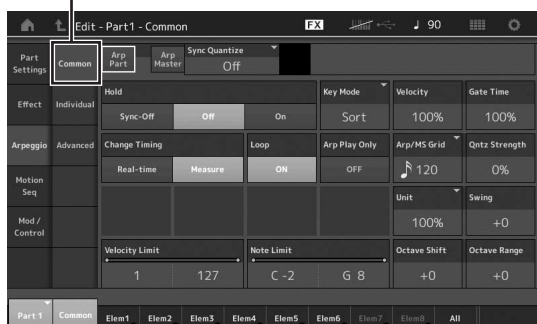 Edit - Part1 - Common
FX
90
Part Settings
Common
Arp Part
Arp Master
Sync Quantize
Off
Effect
Individual
Hold
Sync-Off
Off
On
Key Mode
Sort
Velocity
100%
Gate Time
100%
Arpeggio
Advanced
Change Timing
Real-time
Measure
Loop
ON
Arp Play Only
OFF
Arp/MS Grid
120
Qntz Strength
0%
Motion Seq
Unit
100%
Swing
+0
Mod / Control
Velocity Limit
1
127
Note Limit
C -2
G 8
Octave Shift
+0
Octave Range
+0
Part 1
Common
Elem1
Elem2
Elem3
Elem4
Elem5
Elem6
Elem7
Elem8
All